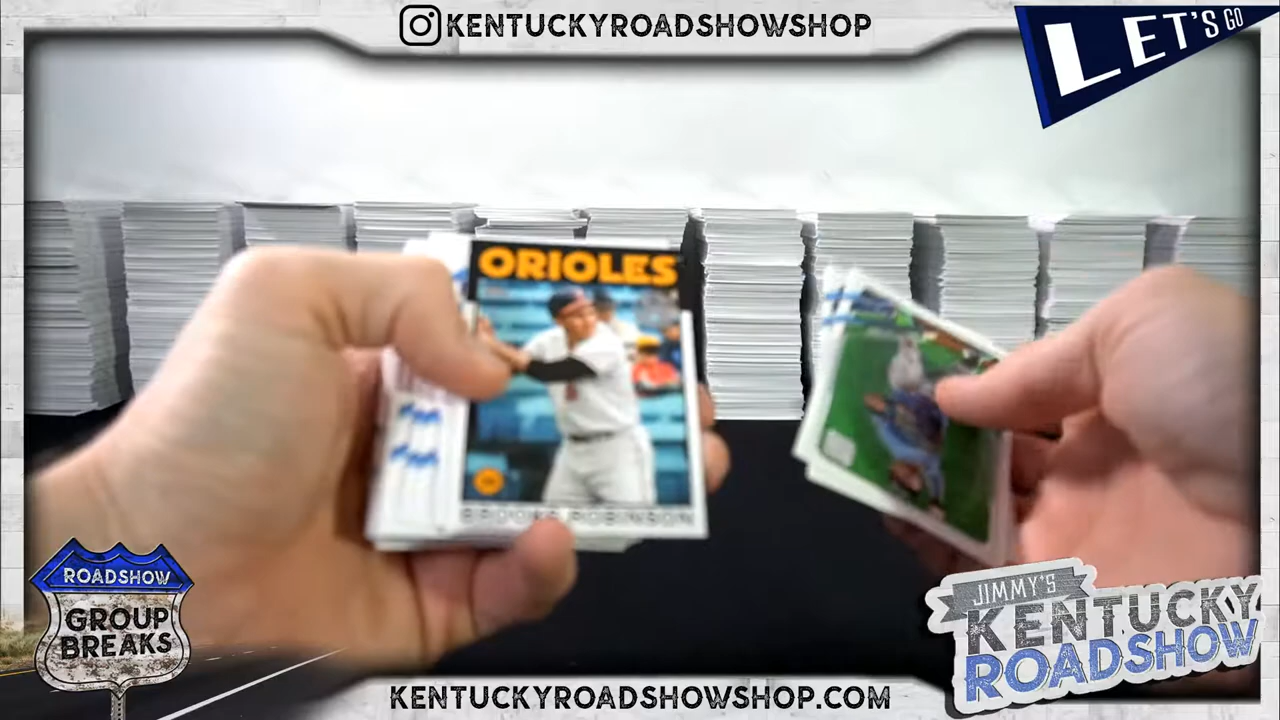 KENTUCKYROADSHOWSHOP
LET'S GO
ORIOLES
BROOKS ROBINSON
ROADSHOW
GROUP
BREAKS
JIMMY'S
KENTUCKY
ROADSHOW
KENTUCKYROADSHOWSHOP.COM